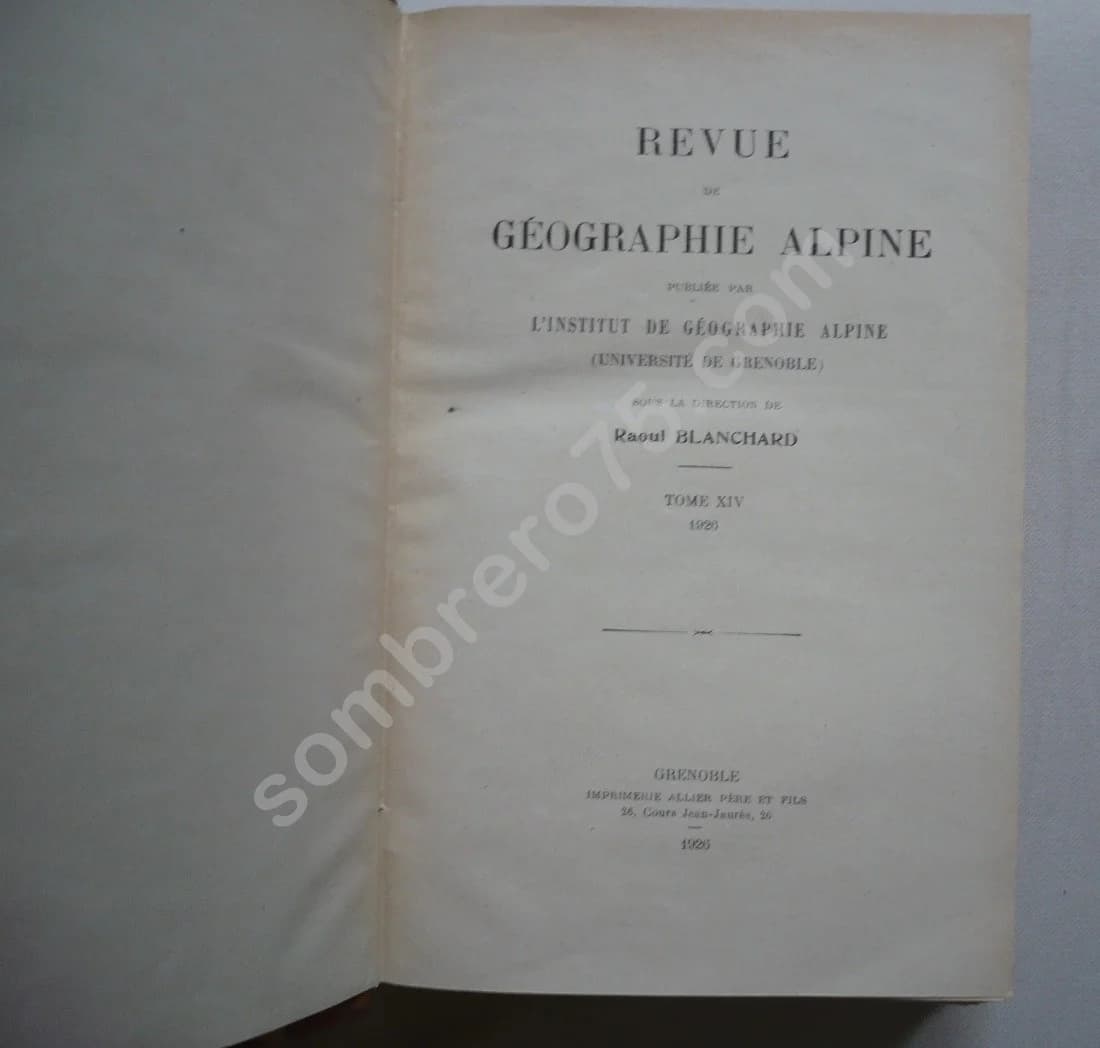 REVUE
DE
GÉOGRAPHIE ALPINE
PUBLIÉE PAR
L'INSTITUT DE GÉOGRAPHIE ALPINE
(UNIVERSITÉ DE GRENOBLE)
SOUS LA DIRECTION DE
Raoul BLANCHARD
TOME XIV
1926
GRENOBLE
IMPRIMERIE ALLIER PÈRE ET FILS
26, Cours Jean-Jaurès, 26
1926
sombrero75.com.